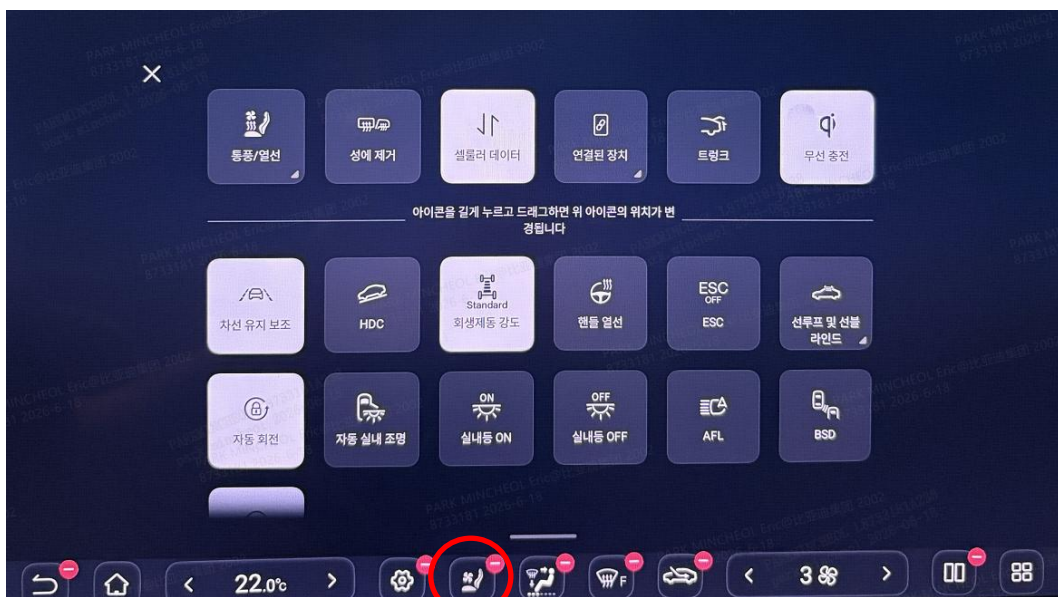 통풍/열선
성에 제거
셀룰러 데이터
연결된 장치
트렁크
무선 충전
아이콘을 길게 누르고 드래그하면 위 아이콘의 위치가 변
경됩니다
차선 유지 보조
HDC
Standard
회생제동 강도
핸들 열선
ESC
OFF
ESC
선루프 및 선블
라인드
자동 회전
자동 실내 조명
ON
실내등 ON
OFF
실내등 OFF
A
AFL
BSD
22.0°c
F
3